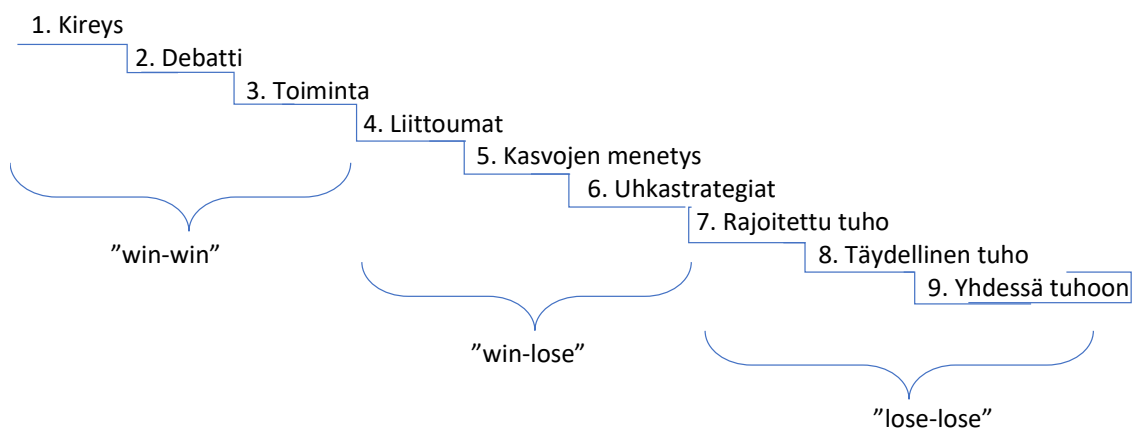 1. Kireys
2. Debatti
3. Toiminta
4. Liittoumat
5. Kasvojen menetys
6. Uhkastrategiat
7. Rajoitettu tuho
8. Täydellinen tuho
9. Yhdessä tuhoon
”win-win”
”win-lose”
”lose-lose”